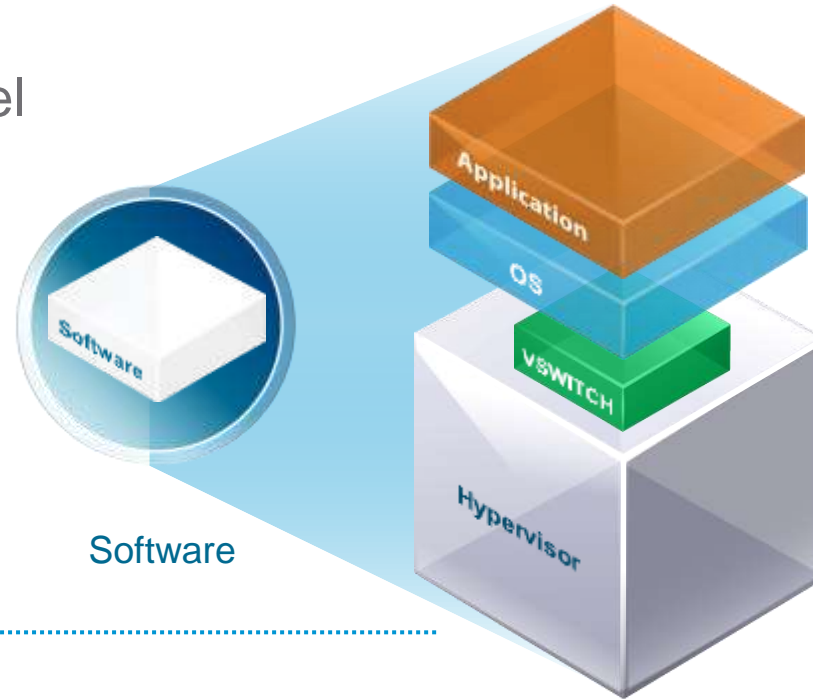 el
Application
OS
VSWITCH
Software
Hypervisor
Software